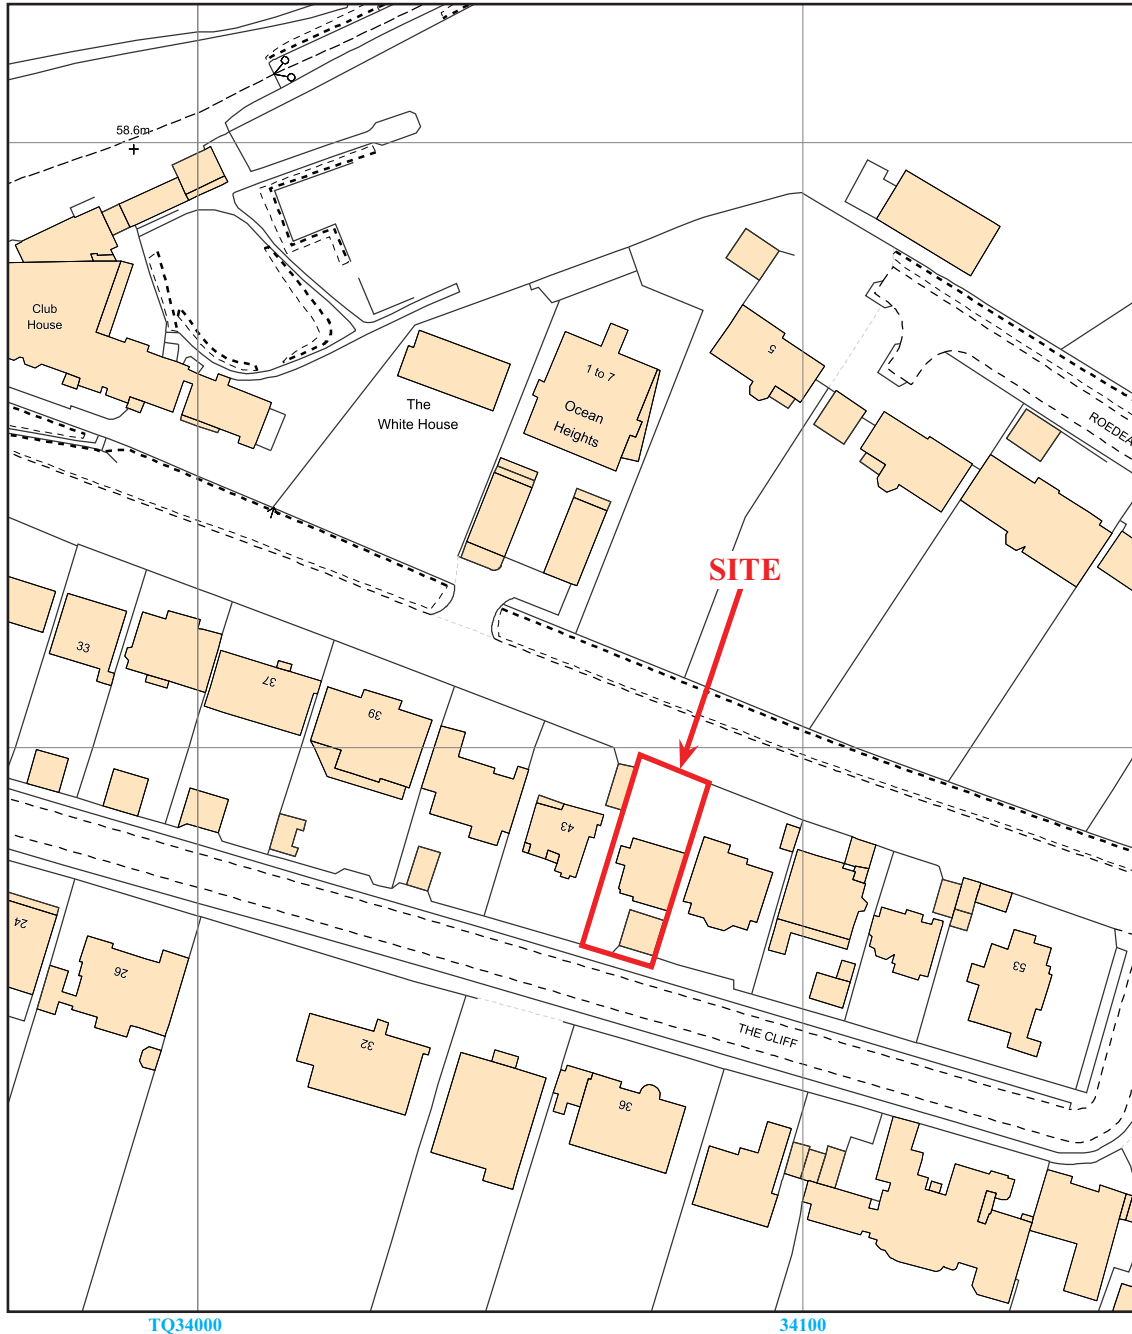 58.6m
Club
House
The
White House
1 to 7
Ocean
Heights
5
ROEDEA
SITE
33
37
39
43
53
24
26
32
36
THE CLIFF
TQ34000
34100